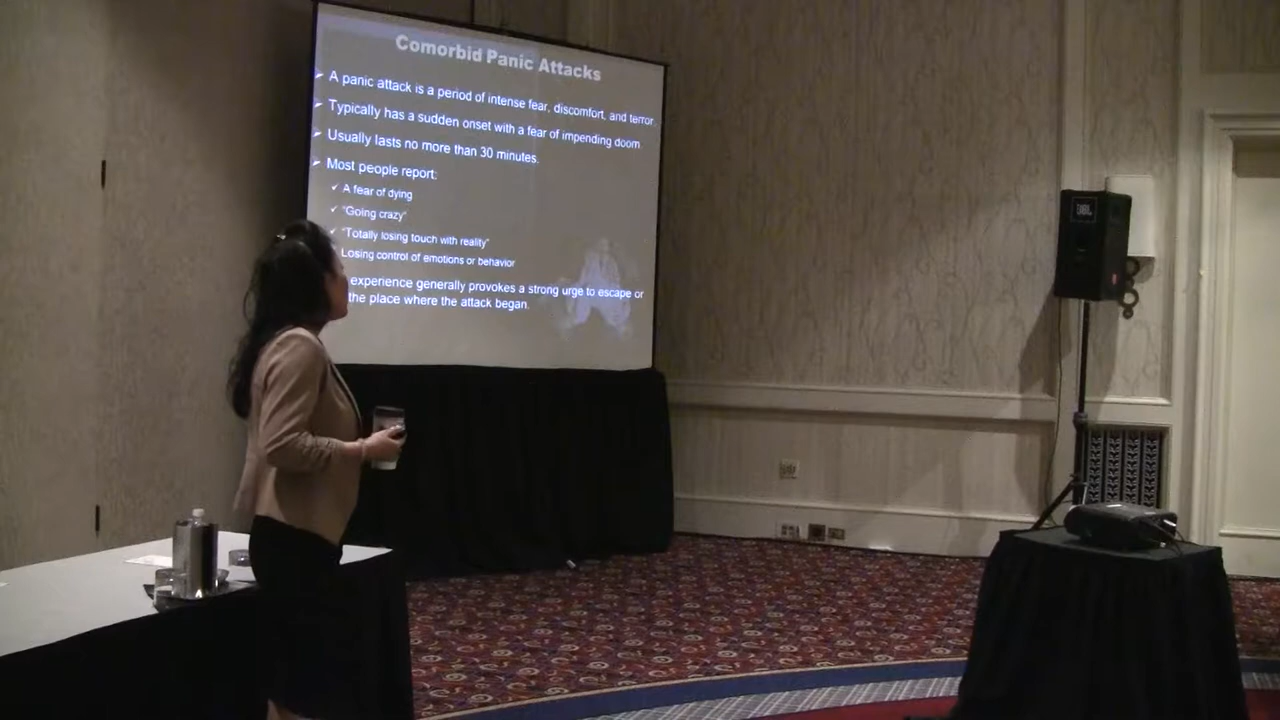 Comorbid Panic Attacks
A panic attack is a period of intense fear, discomfort, and terror.
Typically has a sudden onset with a fear of impending doom.
Usually lasts no more than 30 minutes.
Most people report:
A fear of dying
"Going crazy"
"Totally losing touch with reality"
Losing control of emotions or behavior
experience generally provokes a strong urge to escape or
the place where the attack began.
JBL